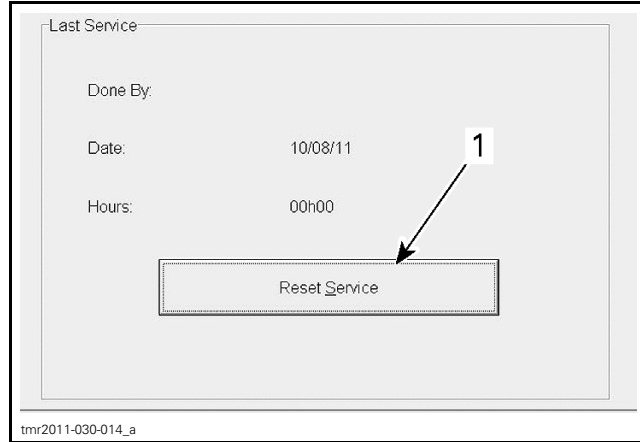 Last Service
Done By:
Date: 10/08/11
1
Hours: 00h00
Reset Service
tmr2011-030-014_a